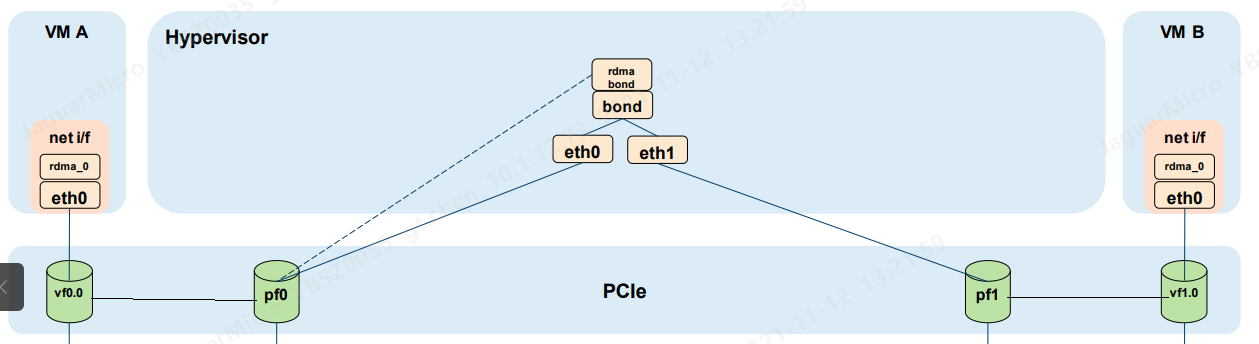 VM A
Hypervisor
VM B
rdma
bond
bond
eth0
eth1
net i/f
rdma_0
eth0
net i/f
rdma_0
eth0
vf0.0
pf0
PCIe
pf1
vf1.0